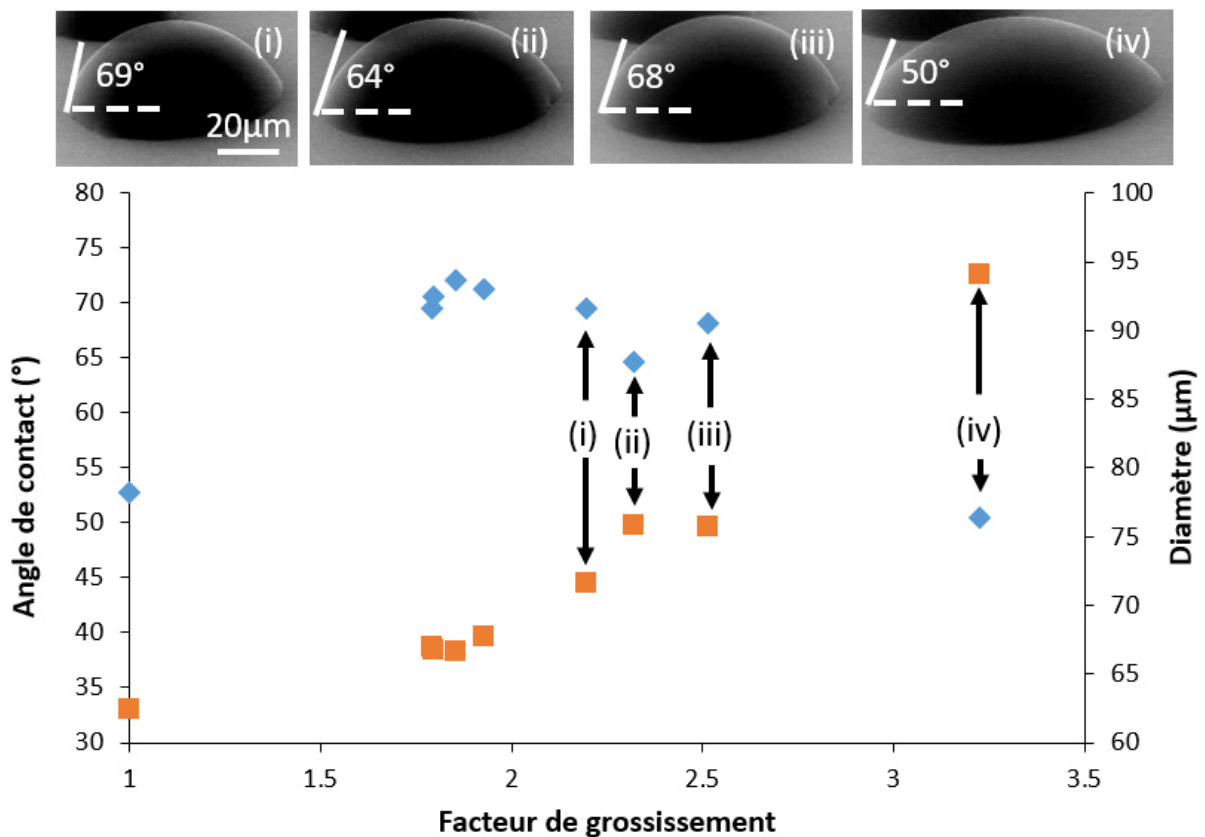 (i)
69°
20µm
(ii)
64°
(iii)
68°
(iv)
50°
80
75
70
65
60
55
50
45
40
35
30
Angle de contact (°)
100
95
90
85
80
75
70
65
60
Diamètre (µm)
(i)
(ii)
(iii)
(iv)
1
1.5
2
2.5
3
3.5
Facteur de grossissement